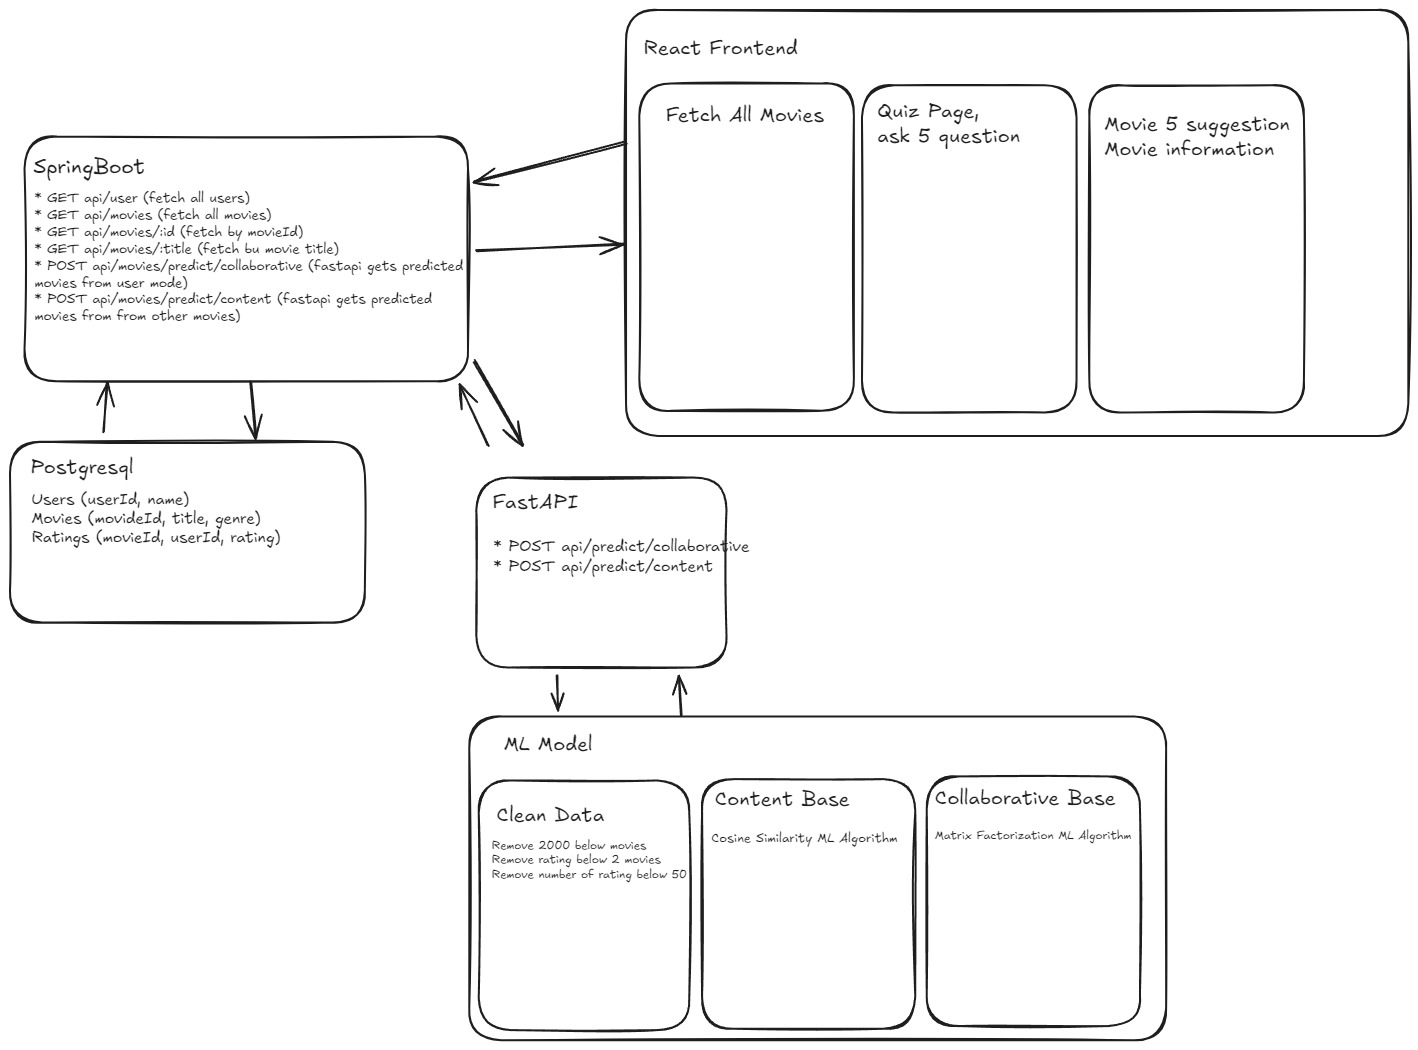 React Frontend
Fetch All Movies
Quiz Page,
ask 5 question
Movie 5 suggestion
Movie information
SpringBoot
* GET api/user (fetch all users)
* GET api/movies (fetch all movies)
* GET api/movies/:id (fetch by movieId)
* GET api/movies/:title (fetch bu movie title)
* POST api/movies/predict/collaborative (fastapi gets predicted
movies from user mode)
* POST api/movies/predict/content (fastapi gets predicted
movies from from other movies)
Postgresql
Users (userId, name)
Movies (movideId, title, genre)
Ratings (movieId, userId, rating)
FastAPI
* POST api/predict/collaborative
* POST api/predict/content
ML Model
Clean Data
Remove 2000 below movies
Remove rating below 2 movies
Remove number of rating below 50
Content Base
Cosine Similarity ML Algorithm
Collaborative Base
Matrix Factorization ML Algorithm